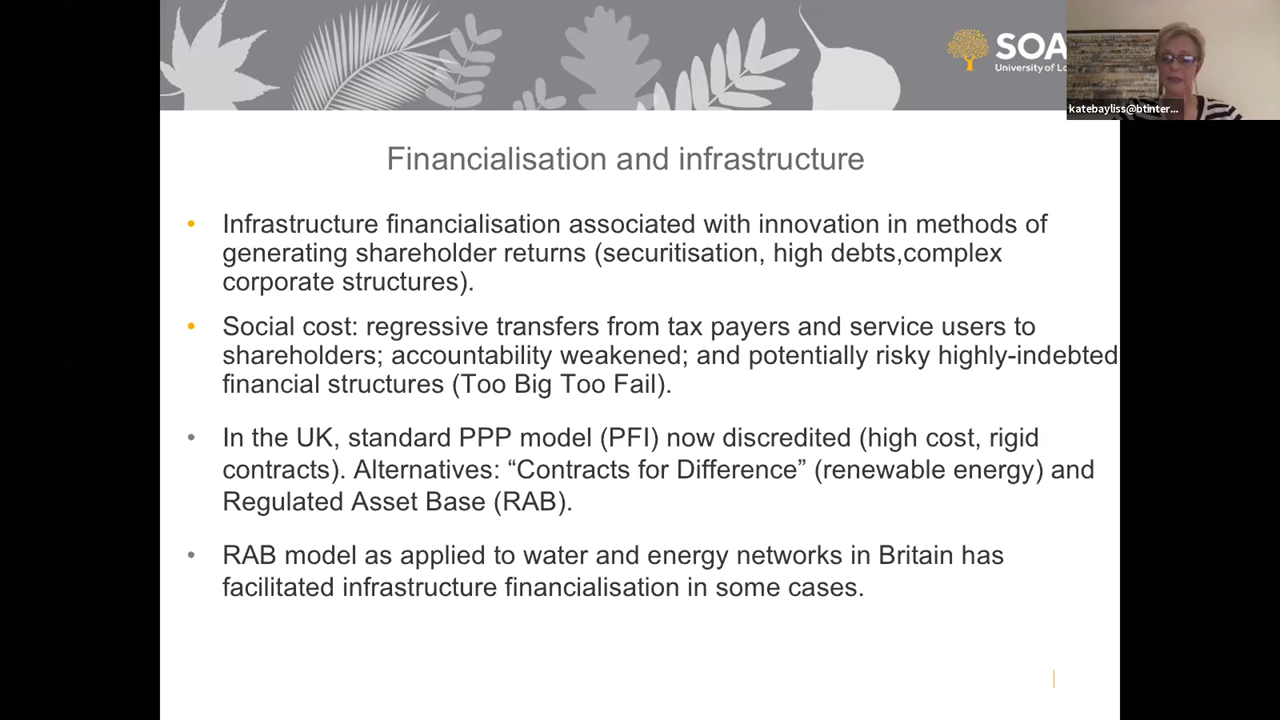 SOA
University of Lo
katebayliss@btinter...
Financialisation and infrastructure
• Infrastructure financialisation associated with innovation in methods of
generating shareholder returns (securitisation, high debts,complex
corporate structures).
• Social cost: regressive transfers from tax payers and service users to
shareholders; accountability weakened; and potentially risky highly-indebted
financial structures (Too Big Too Fail).
• In the UK, standard PPP model (PFI) now discredited (high cost, rigid
contracts). Alternatives: “Contracts for Difference” (renewable energy) and
Regulated Asset Base (RAB).
• RAB model as applied to water and energy networks in Britain has
facilitated infrastructure financialisation in some cases.